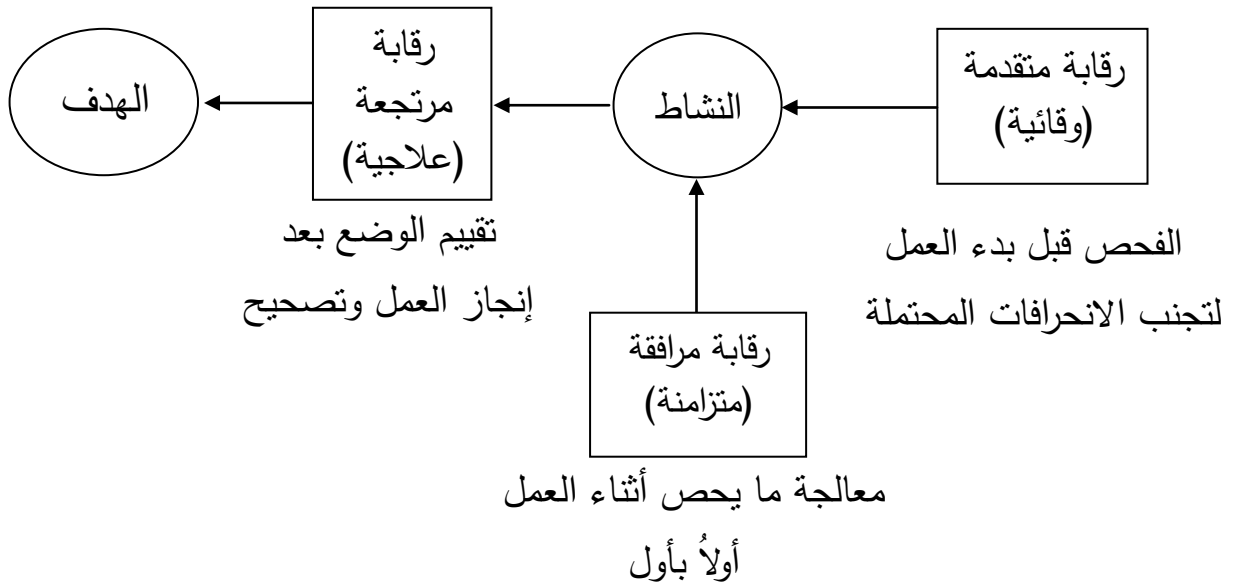 رقابة متقدمة
(وقائية)
الفحص قبل بدء العمل
لتجنب الانحرافات المحتملة
النشاط
رقابة مرافقة
(متزامنة)
معالجة ما يحص أثناء العمل
أولاُ بأول
رقابة
مرتجعة
(علاجية)
تقييم الوضع بعد
إنجاز العمل وتصحيح
الهدف